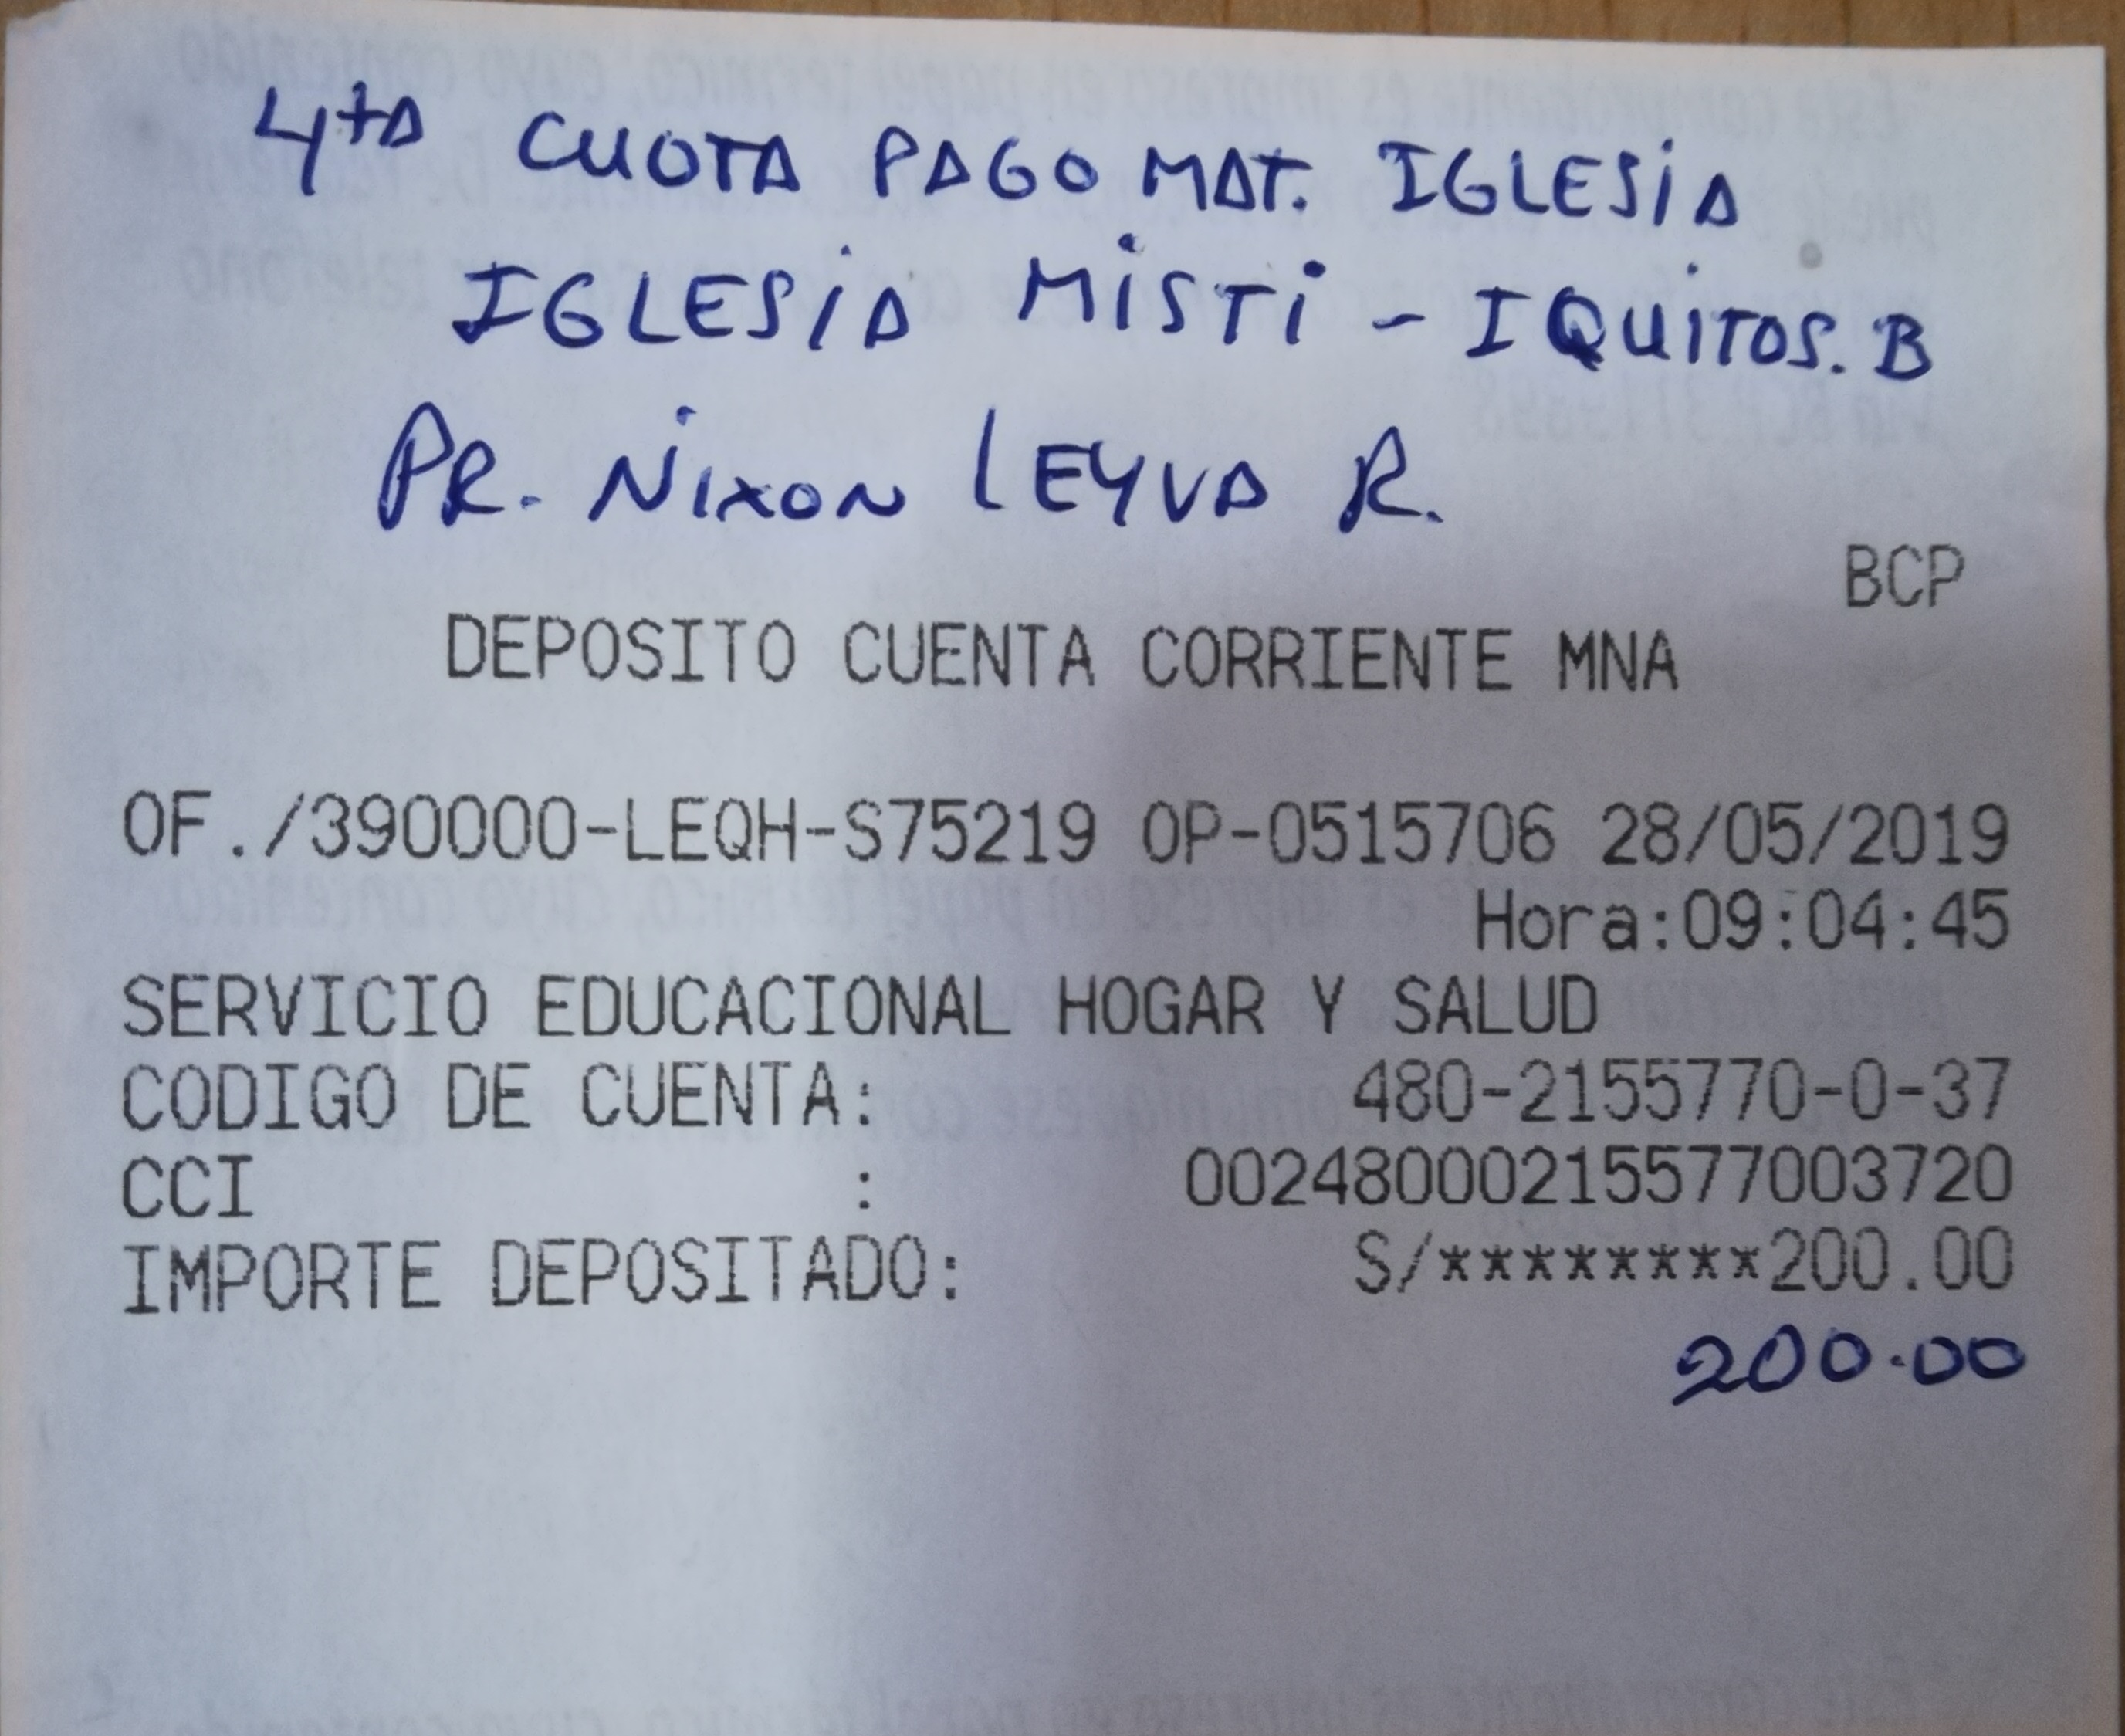 4ta CUOTA PAGO MAT. IGLESiA
IGLESiA MiSTi - IQUITOS. B
PR. NixoN LEYVA R.
BCP
DEPOSITO CUENTA CORRIENTE MNA
OF./390000-LEQH-S75219 OP-0515706 28/05/2019
Hora:09:04:45
SERVICIO EDUCACIONAL HOGAR Y SALUD
CODIGO DE CUENTA: 480-2155770-0-37
CCI : 00248000215577003720
IMPORTE DEPOSITADO: S/********200.00
200.00